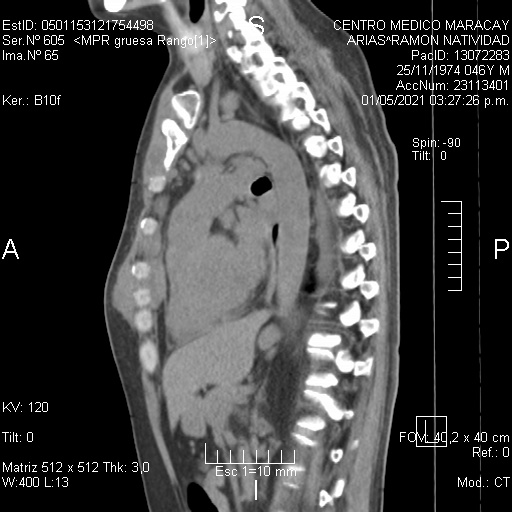 EstID: 0501153121754498
Ser.Nº 605 <MPR gruesa Rango[1]>
Ima.Nº 65
Ker.: B10f
S
CENTRO MEDICO MARACAY
ARIAS^RAMON NATIVIDAD
PacID: 13072283
25/11/1974 046Y M
AccNum: 23113401
01/05/2021 03:27:26 p.m.
Spin: -90
Tilt: 0
A
P
KV: 120
Tilt: 0
Matriz 512 x 512 Thk: 3,0
W:400 L:13
Esc 1=10 mm
I
FOM: 40,2 x 40 cm
Ref.: 0
Mod.: CT